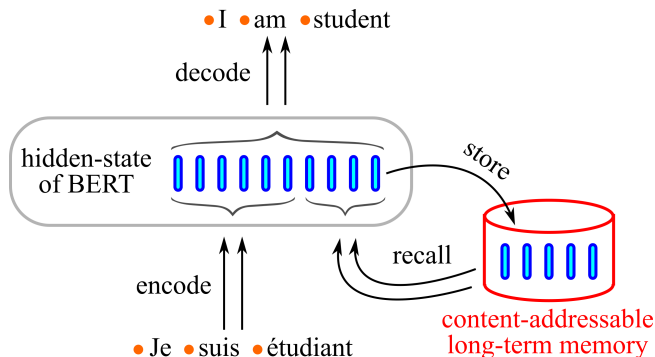 • I • am • student
decode
hidden-state
of BERT
store
recall
encode
content-addressable
long-term memory
• Je • suis • étudiant